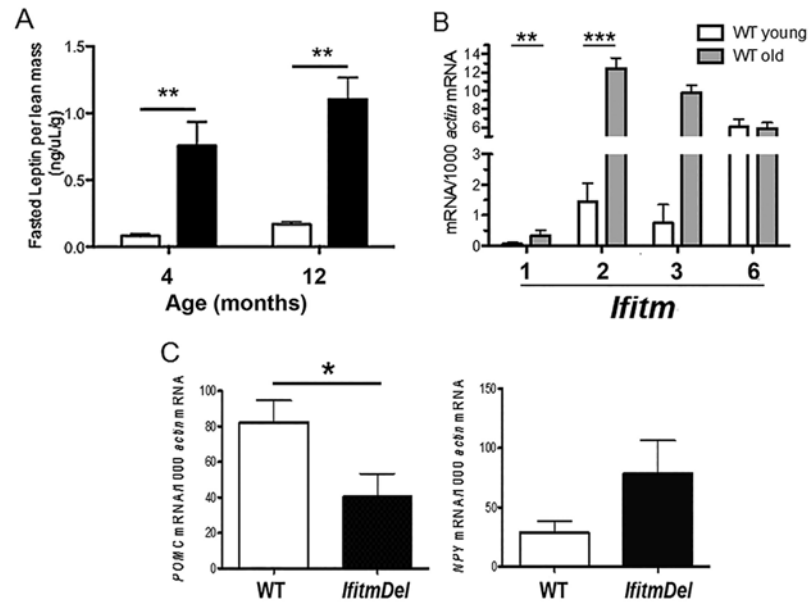 A
Fasted Leptin per lean mass
(ng/uL/g)
1.5
1.0
0.5
0.0
**
**
4
12
Age (months)
B
WT young
WT old
mRNA/1000 actin mRNA
14
12
10
8
6
3
2
1
0
**
***
1
2
3
6
Ifitm
C
POMC mRNA/1000 actin mRNA
100
80
60
40
20
0
*
WT
IfitmDel
NPY mRNA/1000 actin mRNA
150
100
50
0
WT
IfitmDel